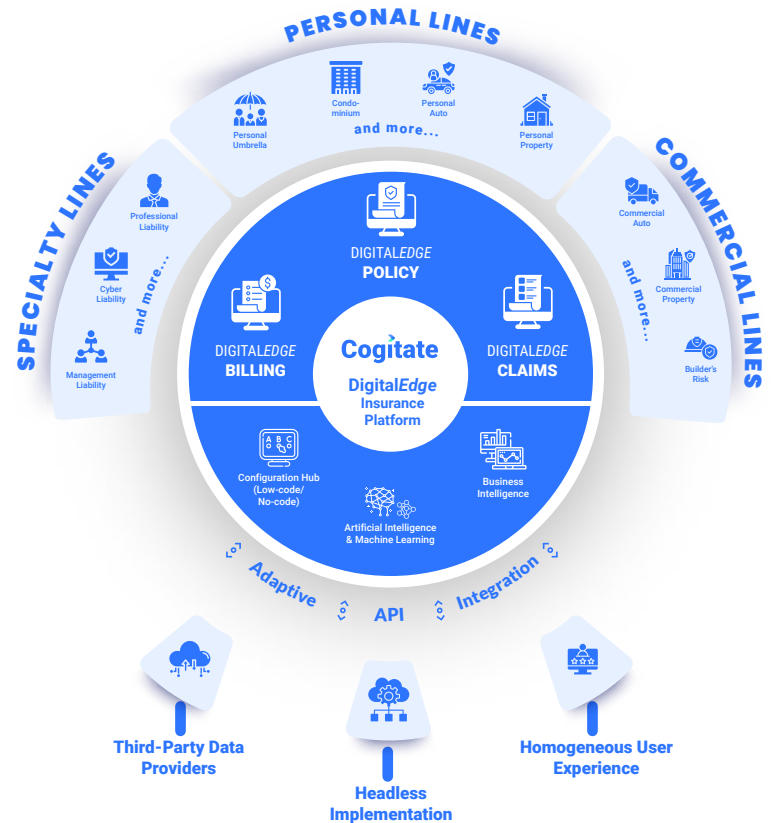 PERSONAL LINES
Personal
Umbrella
Condo-
minium
Personal
Auto
Personal
Property
and more...
SPECIALTY LINES
Professional
Liability
Cyber
Liability
Management
Liability
and more...
COMMERCIAL LINES
Commercial
Auto
Commercial
Property
Builder's
Risk
and more...
DIGITALEDGE
POLICY
DIGITALEDGE
BILLING
DIGITALEDGE
CLAIMS
Cogitate
DigitalEdge
Insurance
Platform
A B C
Configuration Hub
(Low-code/
No-code)
Artificial Intelligence
& Machine Learning
Business
Intelligence
Adaptive
API
Integration
Third-Party Data
Providers
Headless
Implementation
Homogeneous User
Experience